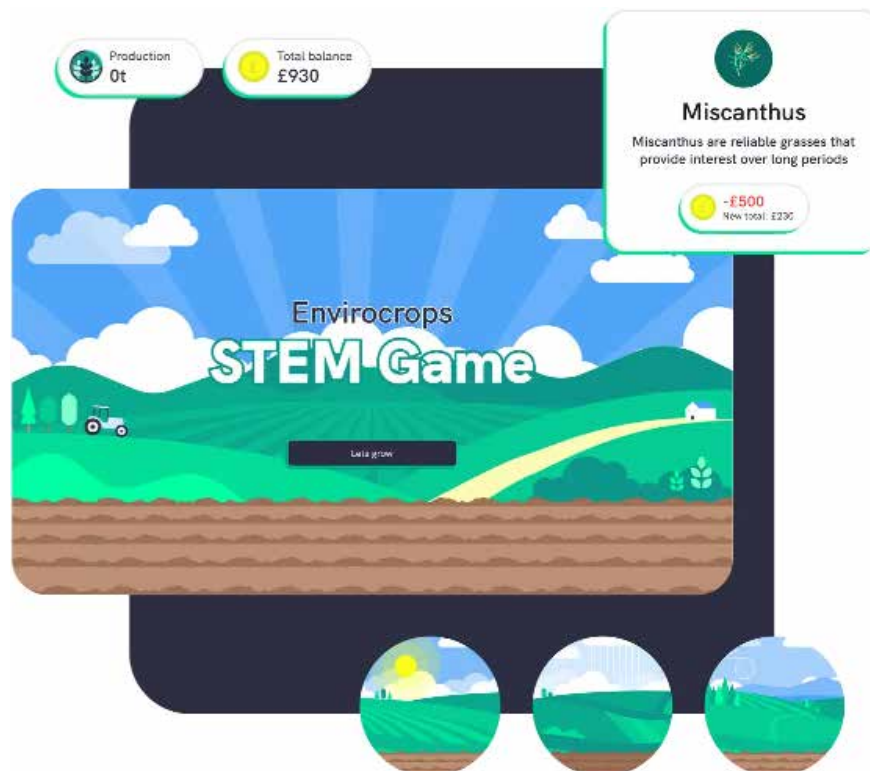 Production
0t
Total balance
£930
Miscanthus
Miscanthus are reliable grasses that
provide interest over long periods
-£500
New total: £230
Envirocrops
STEM Game
Lets grow